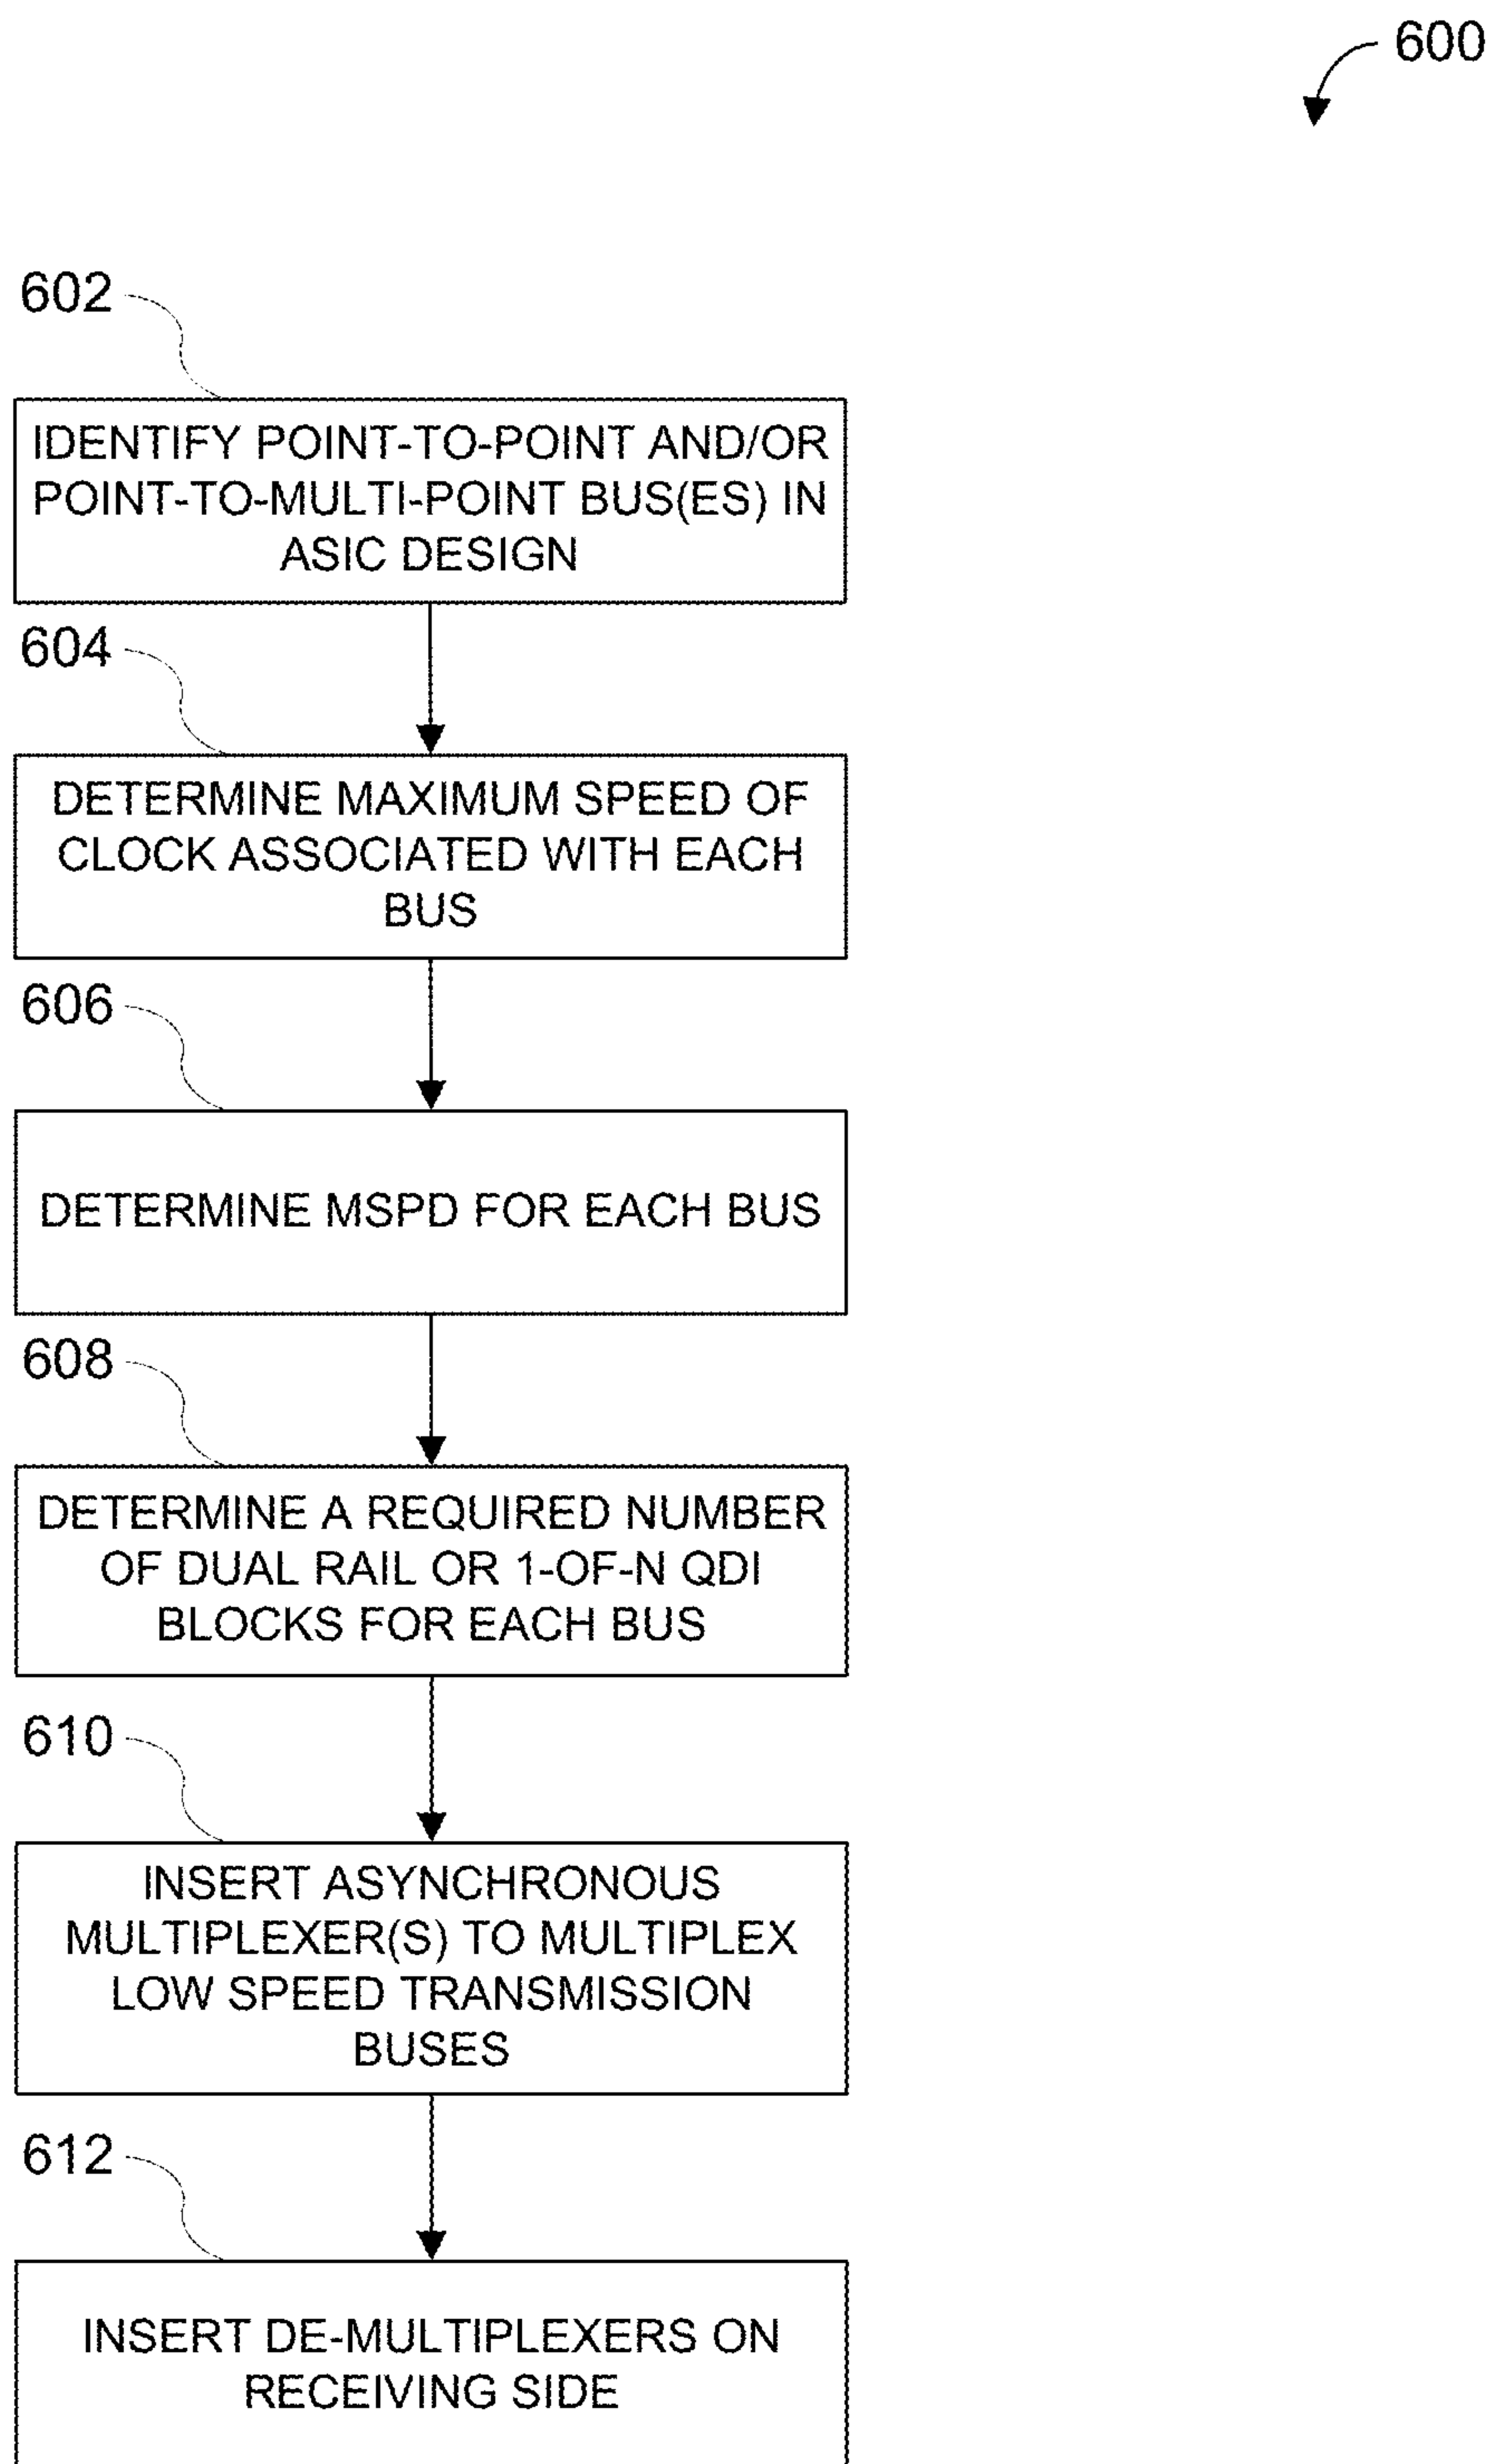 600
602
IDENTIFY POINT-TO-POINT AND/OR
POINT-TO-MULTI-POINT BUS(ES) IN
ASIC DESIGN
604
DETERMINE MAXIMUM SPEED OF
CLOCK ASSOCIATED WITH EACH
BUS
606
DETERMINE MSPD FOR EACH BUS
608
DETERMINE A REQUIRED NUMBER
OF DUAL RAIL OR 1-OF-N QDI
BLOCKS FOR EACH BUS
610
INSERT ASYNCHRONOUS
MULTIPLEXER(S) TO MULTIPLEX
LOW SPEED TRANSMISSION
BUSES
612
INSERT DE-MULTIPLEXERS ON
RECEIVING SIDE